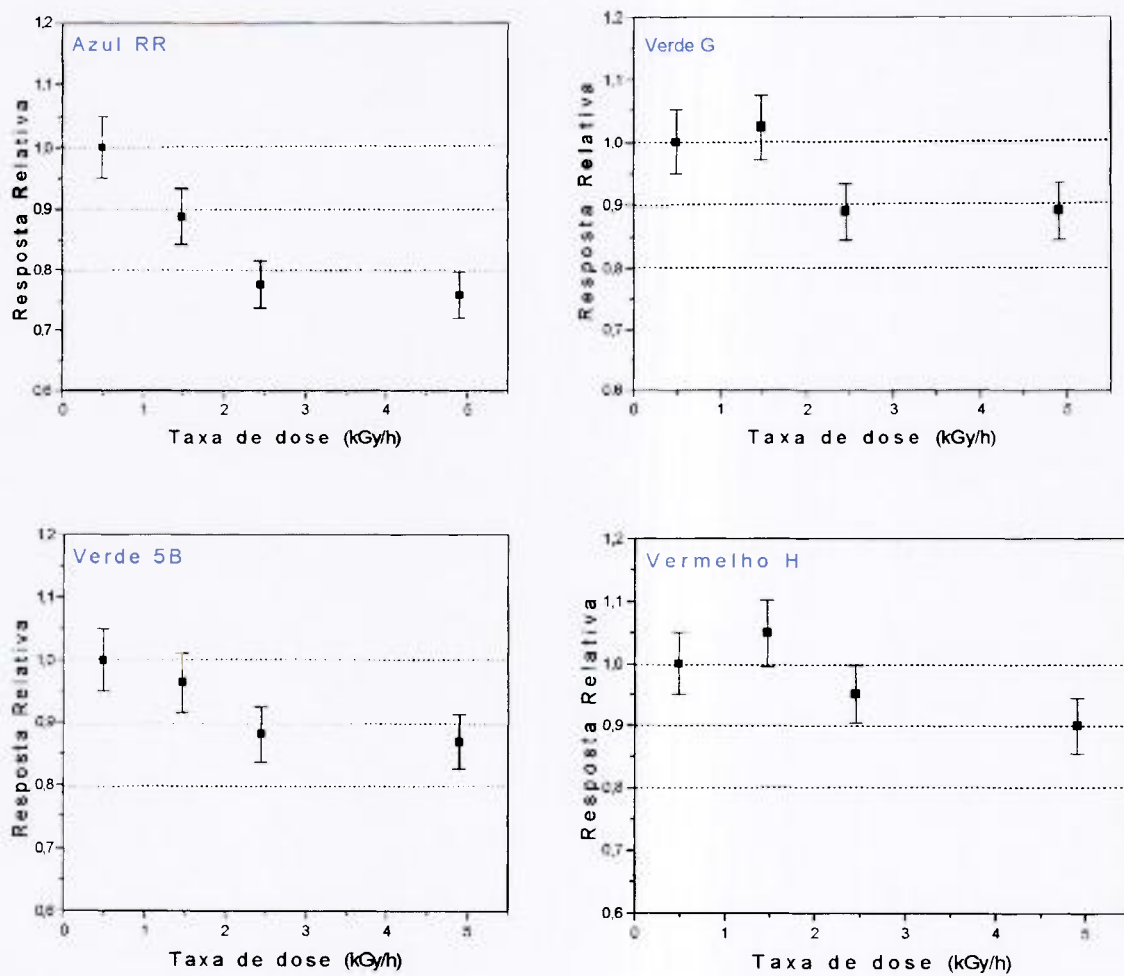 Azul RR
Resposta Relativa
1,2
1,1
1,0
0,9
0,8
0,7
0,6
0 1 2 3 4 5
Taxa de dose (kGy/h)
Verde G
Resposta Relativa
1,2
1,1
1,0
0,9
0,8
0,6
0 1 2 3 4 5
Taxa de dose (kGy/h)
Verde 5B
Resposta Relativa
1,2
1,1
1,0
0,9
0,8
0,7
0,6
0 1 2 3 4 5
Taxa de dose (kGy/h)
Vermelho H
Resposta Relativa
1,2
1,1
1,0
0,9
0,8
0,7
0,6
0 1 2 3 4 5
Taxa de dose (kGy/h)